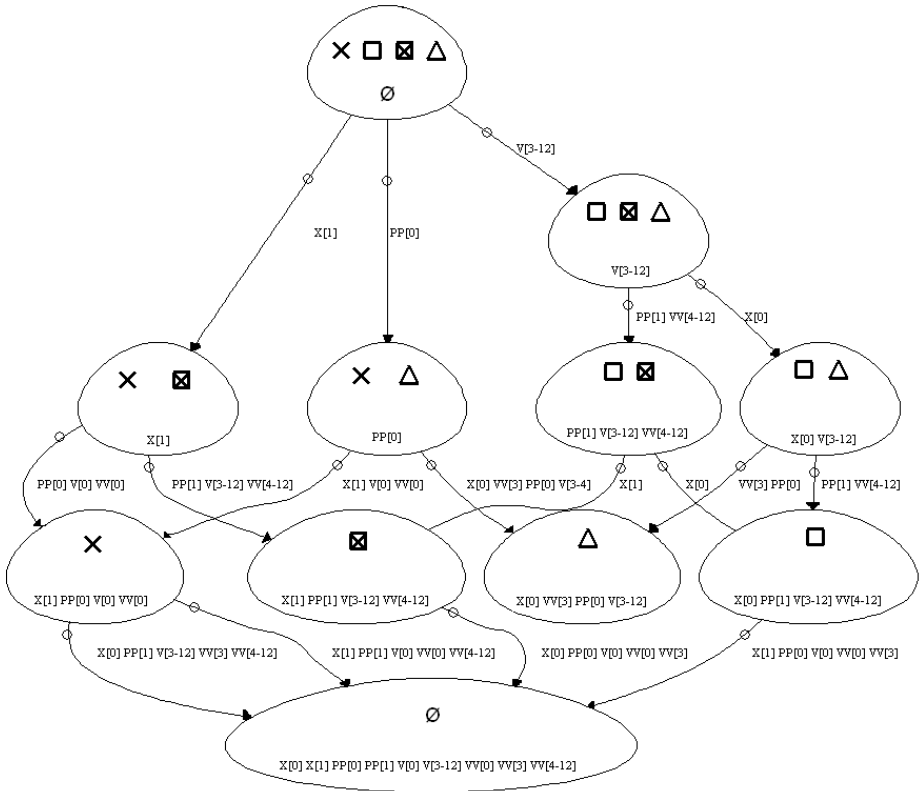 Ø
V[3-12]
X[1]
PP[0]
V[3-12]
PP[1] VV[4-12]
X[0]
X[1]
PP[0]
PP[1] V[3-12] VV[4-12]
X[0] V[3-12]
PP[0] V[0] VV[0]
PP[1] V[3-12] VV[4-12]
X[1] V[0] VV[0]
X[0] VV[3] PP[0] V[3-4]
X[1]
X[0]
VV[3] PP[0]
PP[1] VV[4-12]
X[1] PP[0] V[0] VV[0]
X[1] PP[1] V[3-12] VV[4-12]
X[0] VV[3] PP[0] V[3-12]
X[0] PP[1] V[3-12] VV[4-12]
X[0] PP[1] V[3-12] VV[3] VV[4-12]
X[1] PP[1] V[0] VV[0] VV[4-12]
X[0] PP[0] V[0] VV[0] VV[3]
X[1] PP[0] V[0] VV[0] VV[3]
Ø
X[0] X[1] PP[0] PP[1] V[0] V[3-12] VV[0] VV[3] VV[4-12]